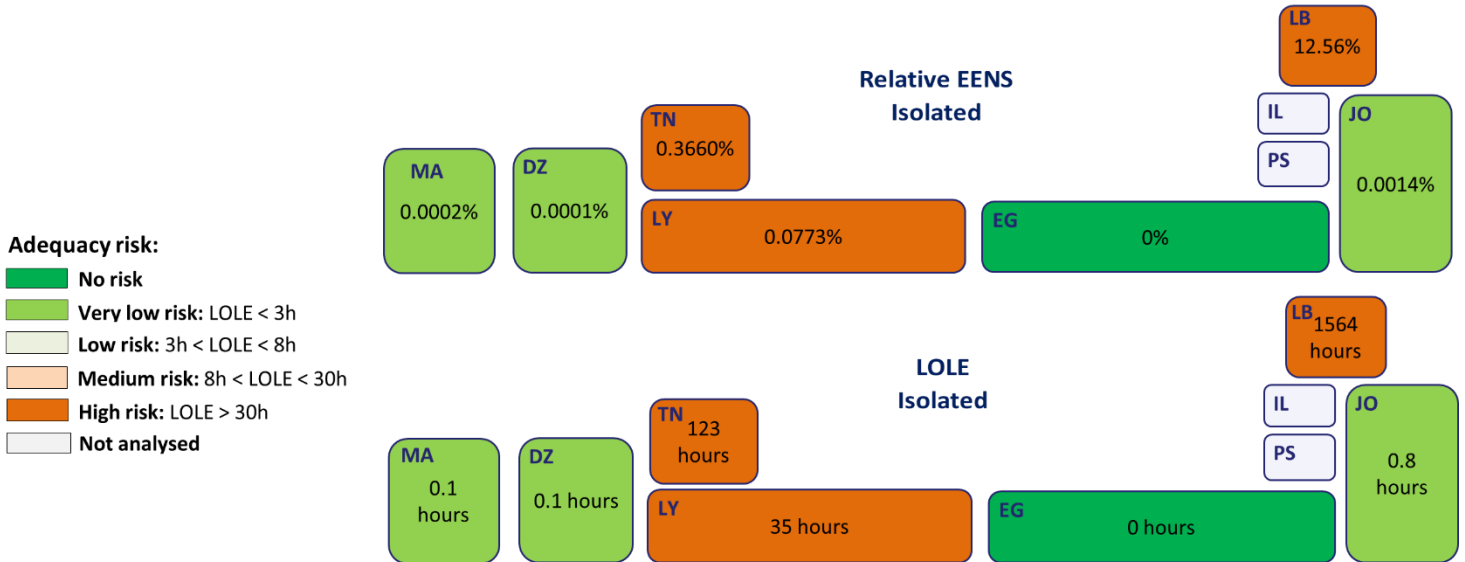 Relative EENS
Isolated
LB
12.56%
IL
PS
JO
0.0014%
TN
0.3660%
MA
0.0002%
DZ
0.0001%
LY
0.0773%
EG
0%
Adequacy risk:
No risk
Very low risk: LOLE < 3h
Low risk: 3h < LOLE < 8h
Medium risk: 8h < LOLE < 30h
High risk: LOLE > 30h
Not analysed
LOLE
Isolated
LB
1564
hours
IL
PS
JO
0.8
hours
TN
123
hours
MA
0.1
hours
DZ
0.1 hours
LY
35 hours
EG
0 hours